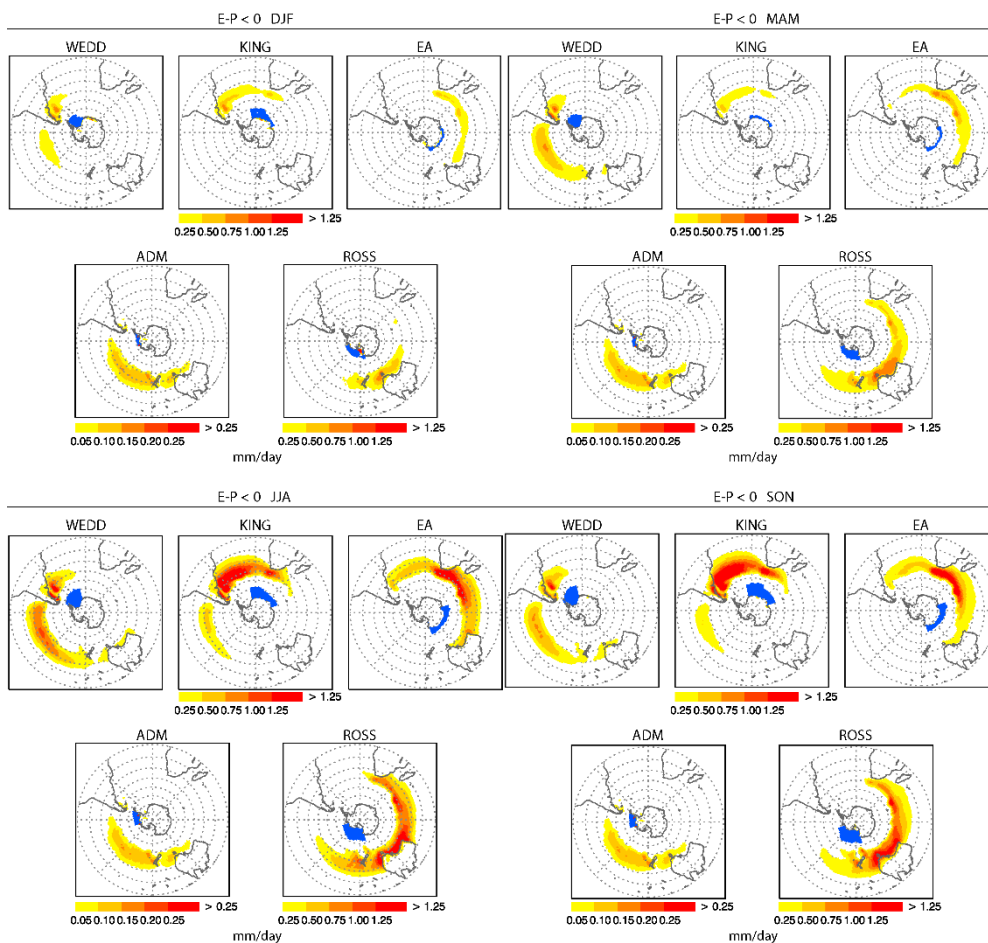 E-P < 0 DJF
E-P < 0 MAM
WEDD KING EA WEDD KING EA
> 1.25 > 1.25
0.25 0.50 0.75 1.00 1.25 0.25 0.50 0.75 1.00 1.25
ADM ROSS ADM ROSS
> 0.25 > 1.25 > 0.25 > 1.25
0.05 0.10 0.15 0.20 0.25 0.25 0.50 0.75 1.00 1.25 0.05 0.10 0.15 0.20 0.25 0.25 0.50 0.75 1.00 1.25
mm/day mm/day
E-P < 0 JJA
E-P < 0 SON
WEDD KING EA WEDD KING EA
> 1.25 > 1.25
0.25 0.50 0.75 1.00 1.25 0.25 0.50 0.75 1.00 1.25
ADM ROSS ADM ROSS
> 0.25 > 1.25 > 0.25 > 1.25
0.05 0.10 0.15 0.20 0.25 0.25 0.50 0.75 1.00 1.25 0.05 0.10 0.15 0.20 0.25 0.25 0.50 0.75 1.00 1.25
mm/day mm/day